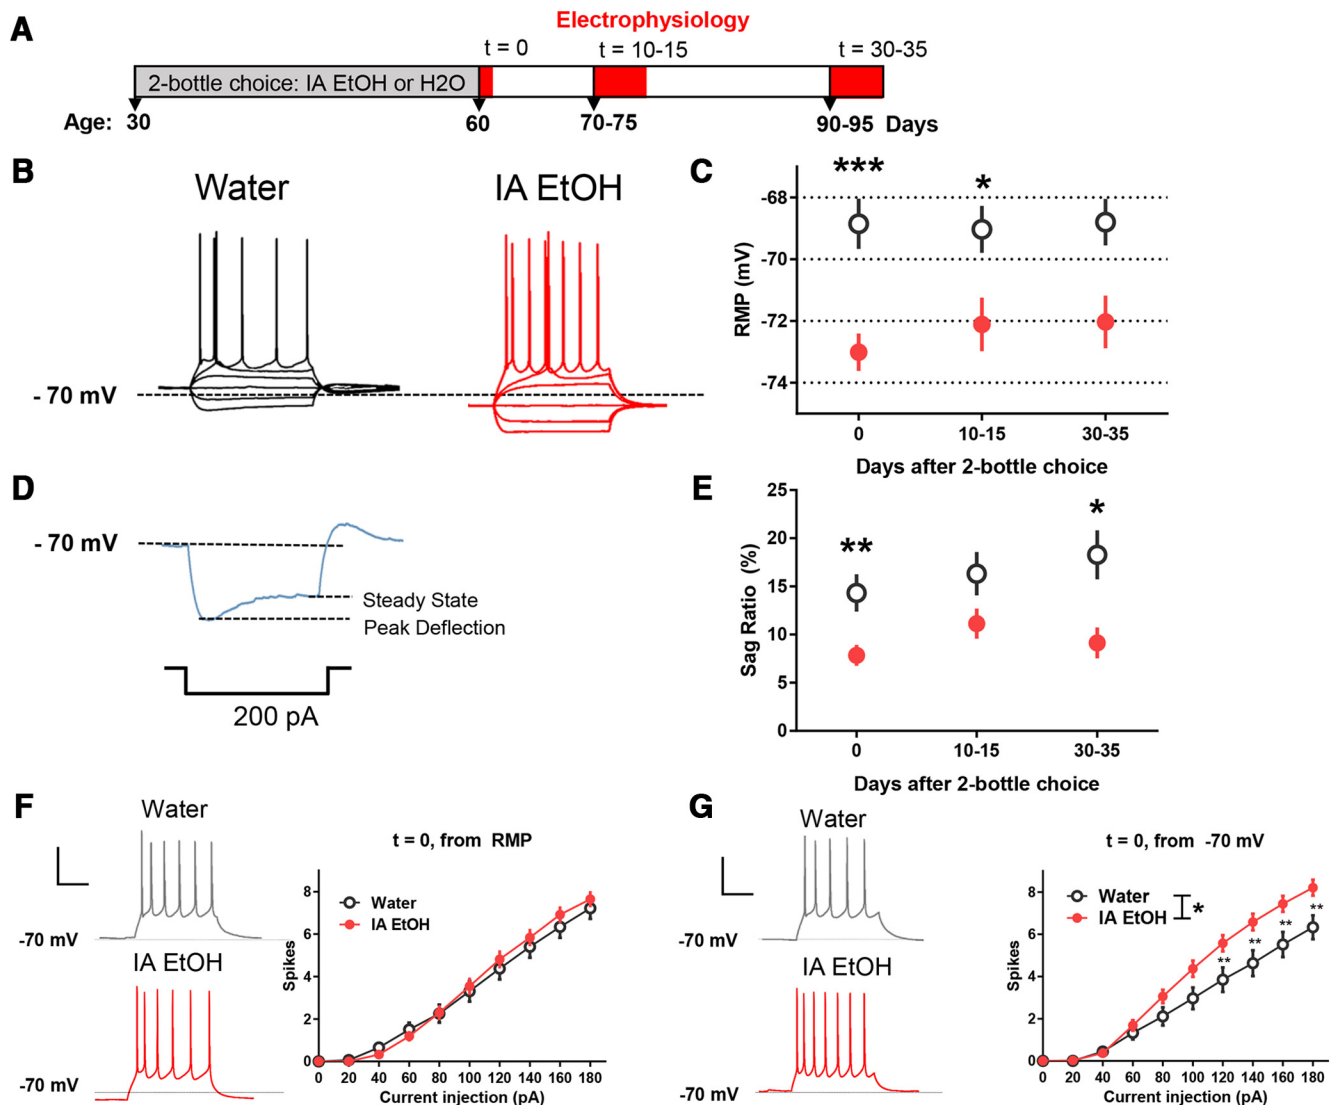 A
Electrophysiology
t = 0
t = 10-15
t = 30-35
2-bottle choice: IA EtOH or H2O
Age: 30
60
70-75
90-95 Days
B
Water
IA EtOH
- 70 mV
C
***
*
-68
-70
-72
-74
RMP (mV)
0
10-15
30-35
Days after 2-bottle choice
D
- 70 mV
Steady State
Peak Deflection
200 pA
E
25
20
15
10
5
0
Sag Ratio (%)
**
*
0
10-15
30-35
Days after 2-bottle choice
F
Water
-70 mV
IA EtOH
-70 mV
t = 0, from RMP
Water
IA EtOH
8
6
4
2
0
Spikes
0 20 40 60 80 100 120 140 160 180
Current injection (pA)
G
Water
-70 mV
IA EtOH
-70 mV
t = 0, from -70 mV
Water
IA EtOH
*
8
6
4
2
0
Spikes
**
**
**
**
0 20 40 60 80 100 120 140 160 180
Current injection (pA)